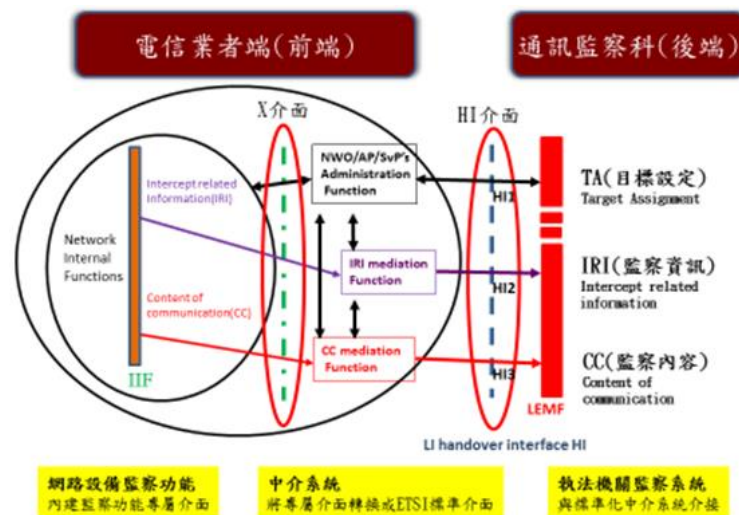 電信業者端(前端)
通訊監察科(後端)
X介面
HI介面
NWO/AP/SvP's
Administration
Function
Intercept related
Information(IRI)
Network
Internal
Functions
IRI mediation
Function
Content of
communication(CC)
CC mediation
Function
IIF
HI1
HI2
HI3
TA(目標設定)
Target Assignment
IRI(監察資訊)
Intercept related
information
CC(監察內容)
Content of
communication
LEMF
LI handover interface HI
網路設備監察功能
內建監察功能專屬介面
中介系統
將專屬介面轉換成ETSI標準介面
執法機關監察系統
與標準化中介系統介接